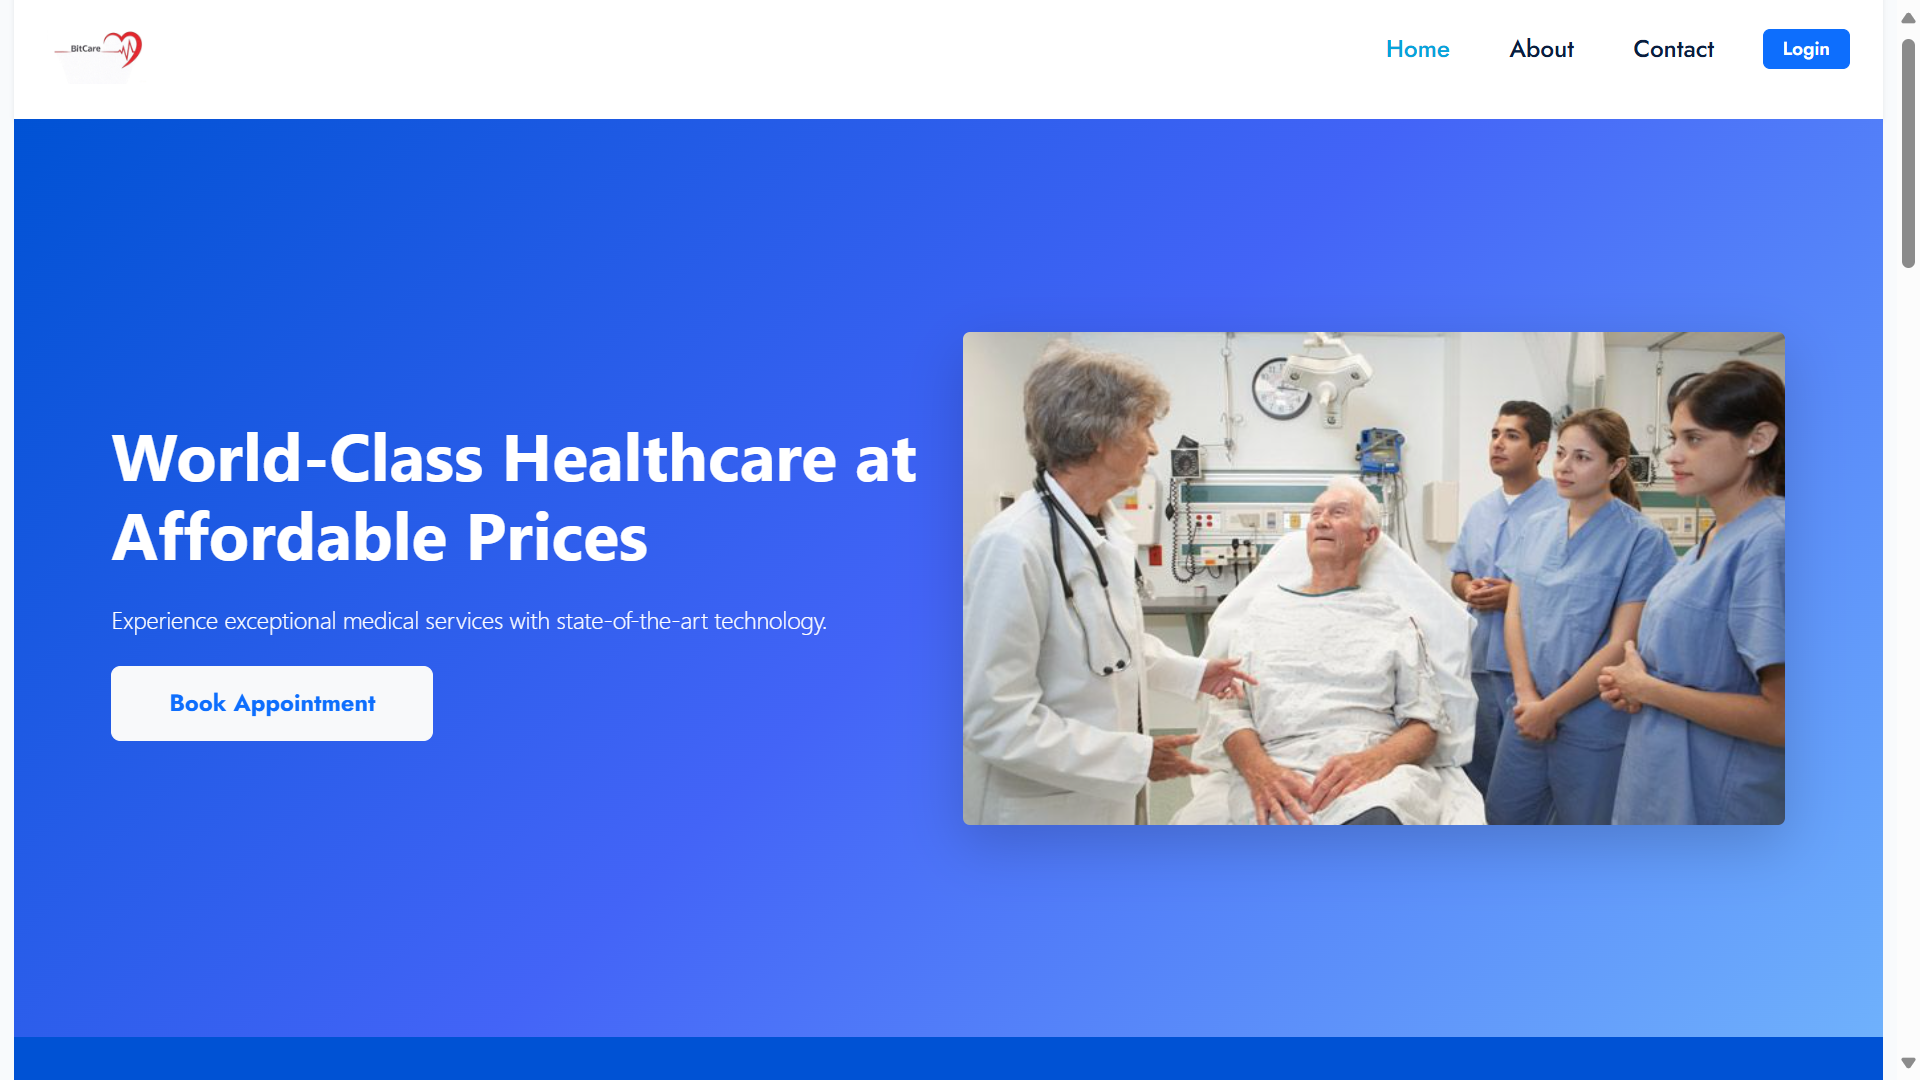 BitCare
Home
About
Contact
Login
World-Class Healthcare at
Affordable Prices
Experience exceptional medical services with state-of-the-art technology.
Book Appointment